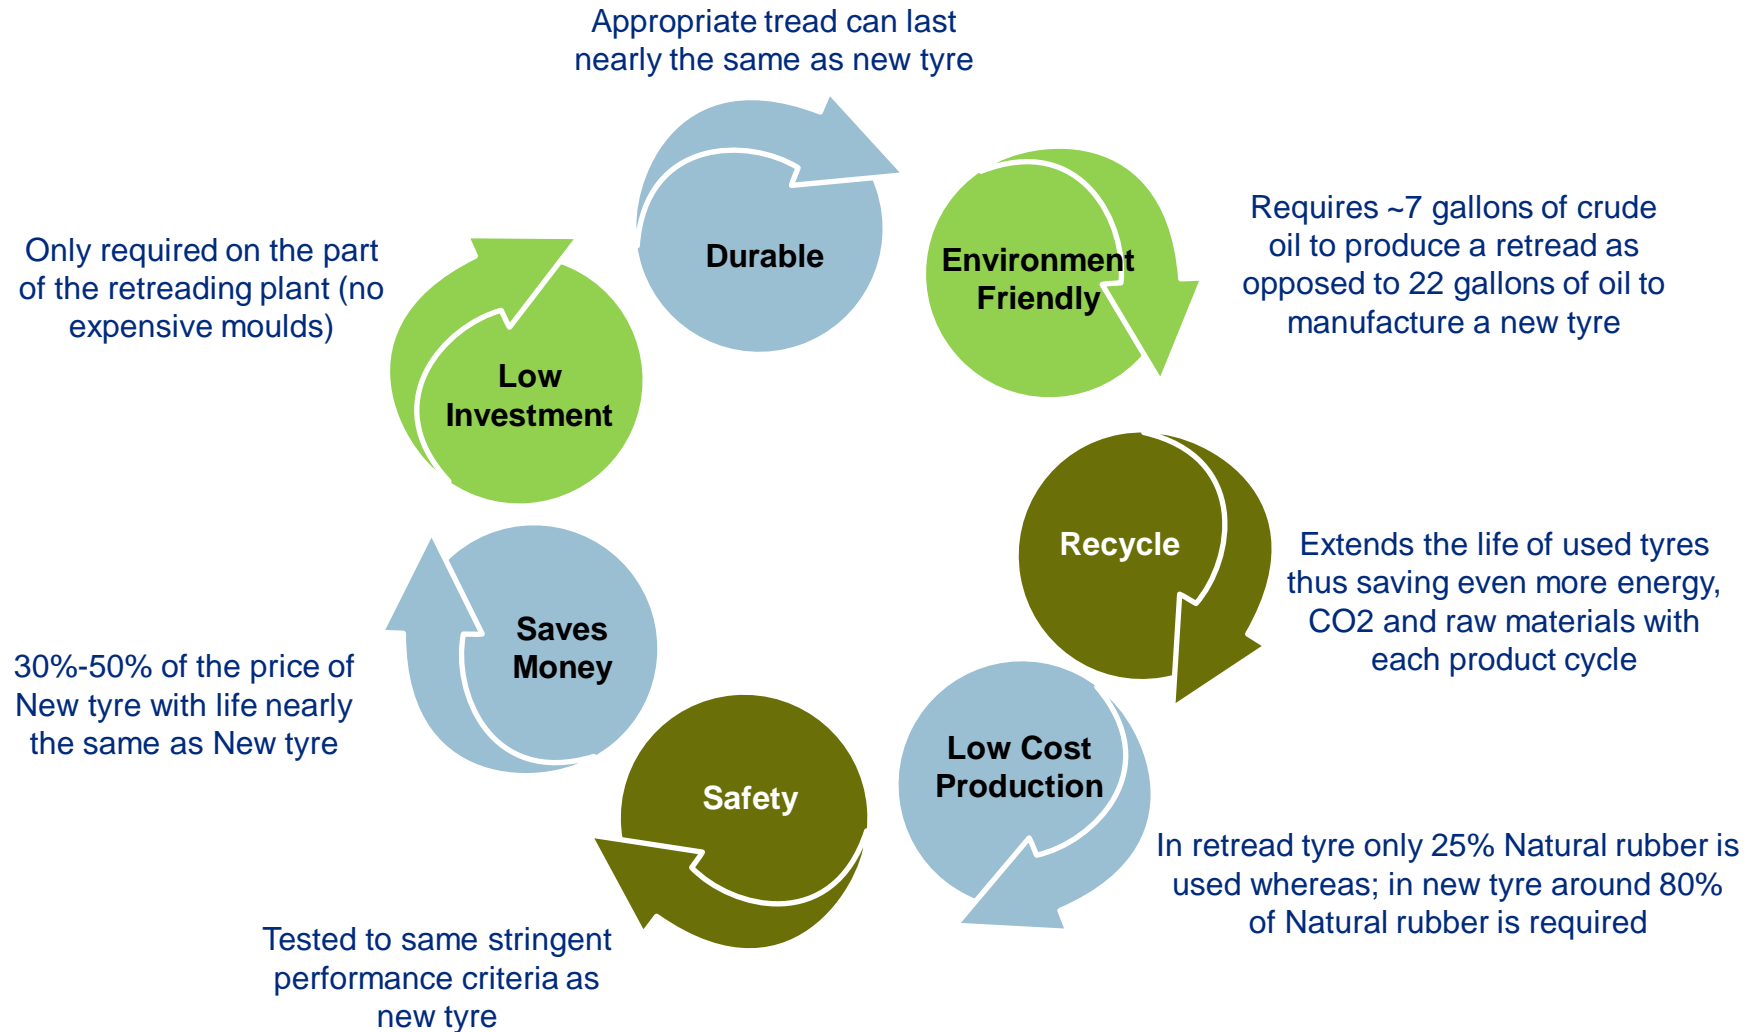 Appropriate tread can last
nearly the same as new tyre
Durable
Environment
Friendly
Requires ~7 gallons of crude
oil to produce a retread as
opposed to 22 gallons of oil to
manufacture a new tyre
Recycle
Extends the life of used tyres
thus saving even more energy,
CO2 and raw materials with
each product cycle
Low Cost
Production
In retread tyre only 25% Natural rubber is
used whereas; in new tyre around 80%
of Natural rubber is required
Safety
Tested to same stringent
performance criteria as
new tyre
Saves
Money
30%-50% of the price of
New tyre with life nearly
the same as New tyre
Low
Investment
Only required on the part
of the retreading plant (no
expensive moulds)